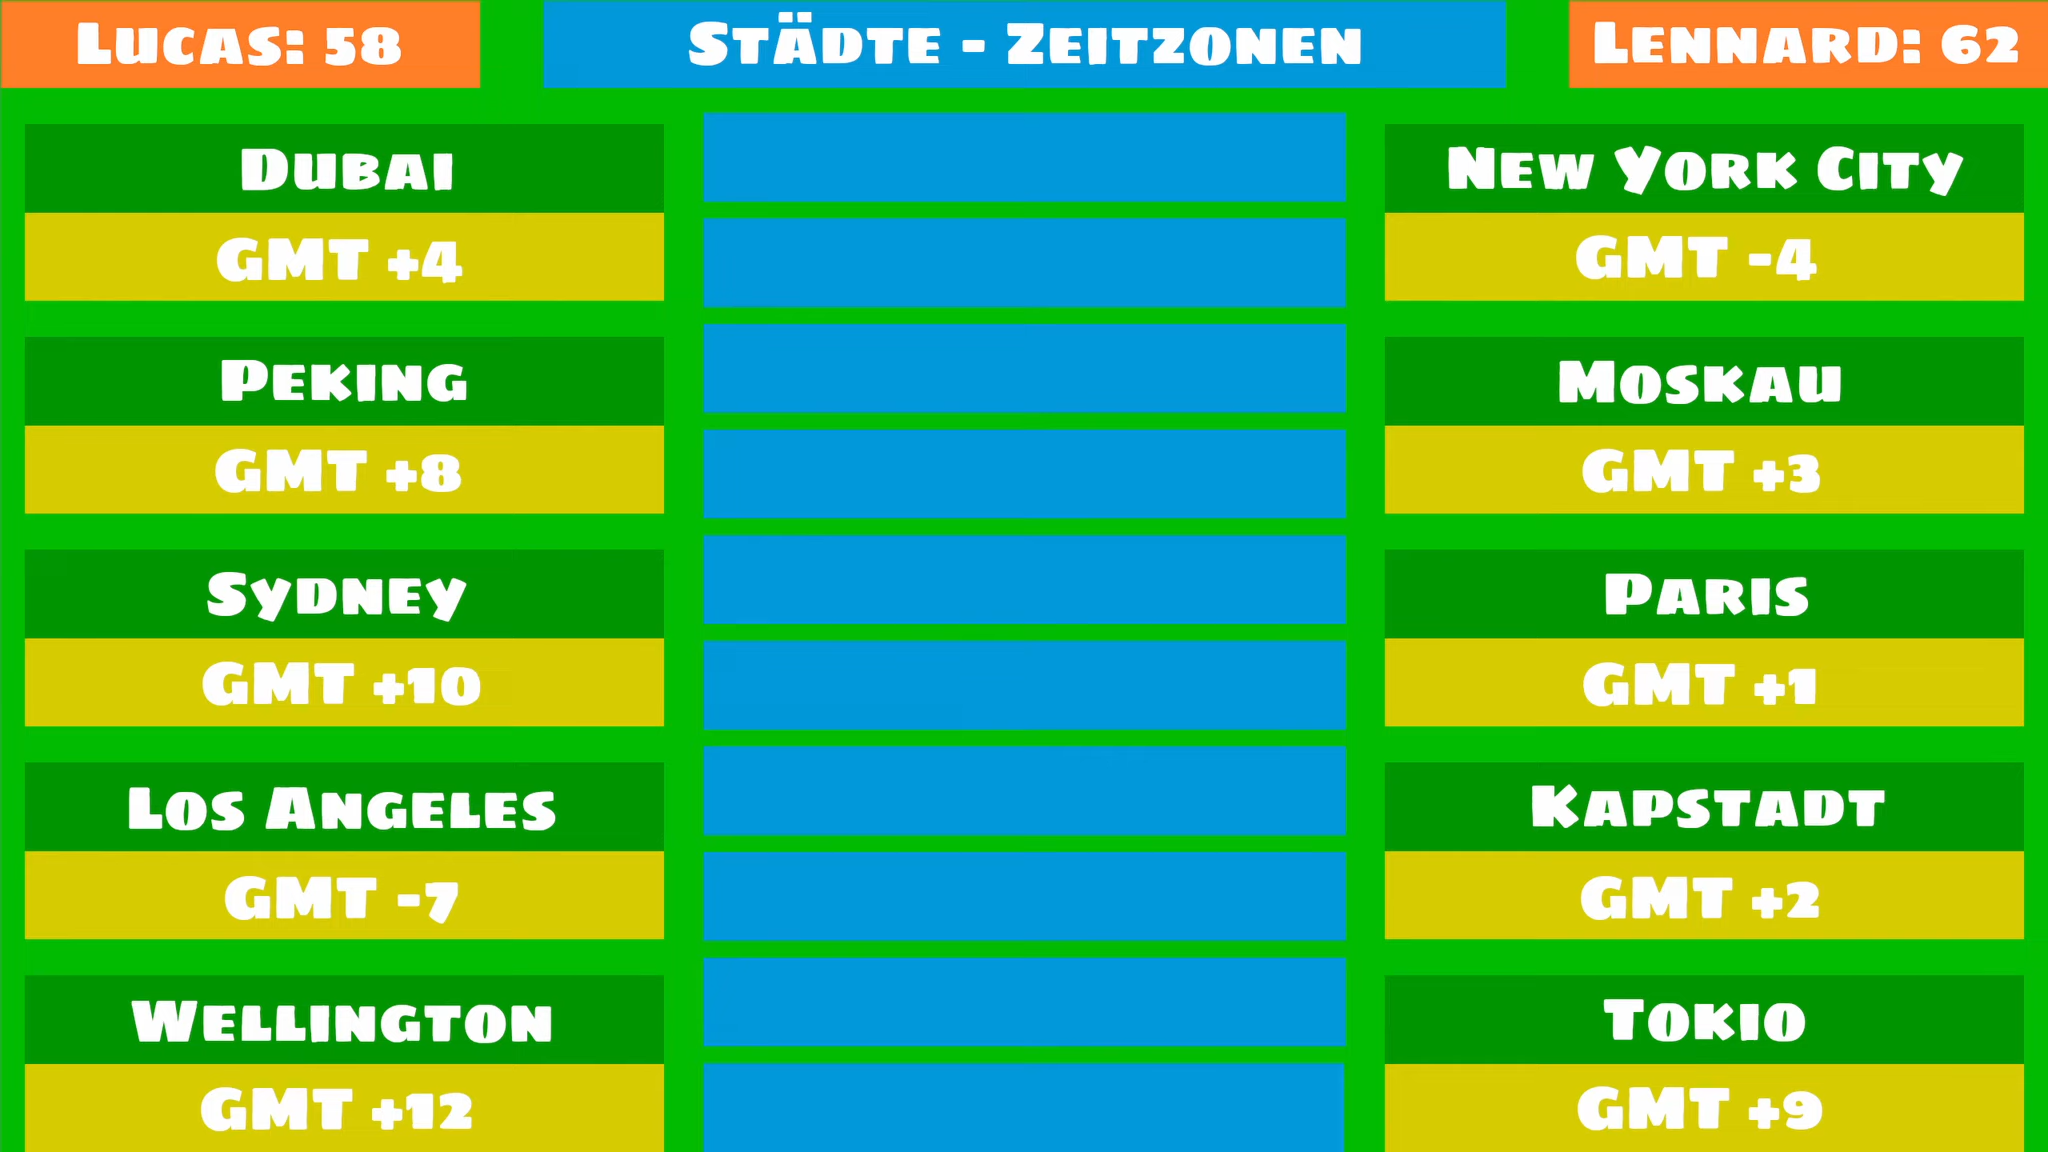 Lucas: 58
Städte - Zeitzonen
Lennard: 62
Dubai
GMT +4
Peking
GMT +8
Sydney
GMT +10
Los Angeles
GMT -7
Wellington
GMT +12
New York City
GMT -4
Moskau
GMT +3
Paris
GMT +1
Kapstadt
GMT +2
Tokio
GMT +9